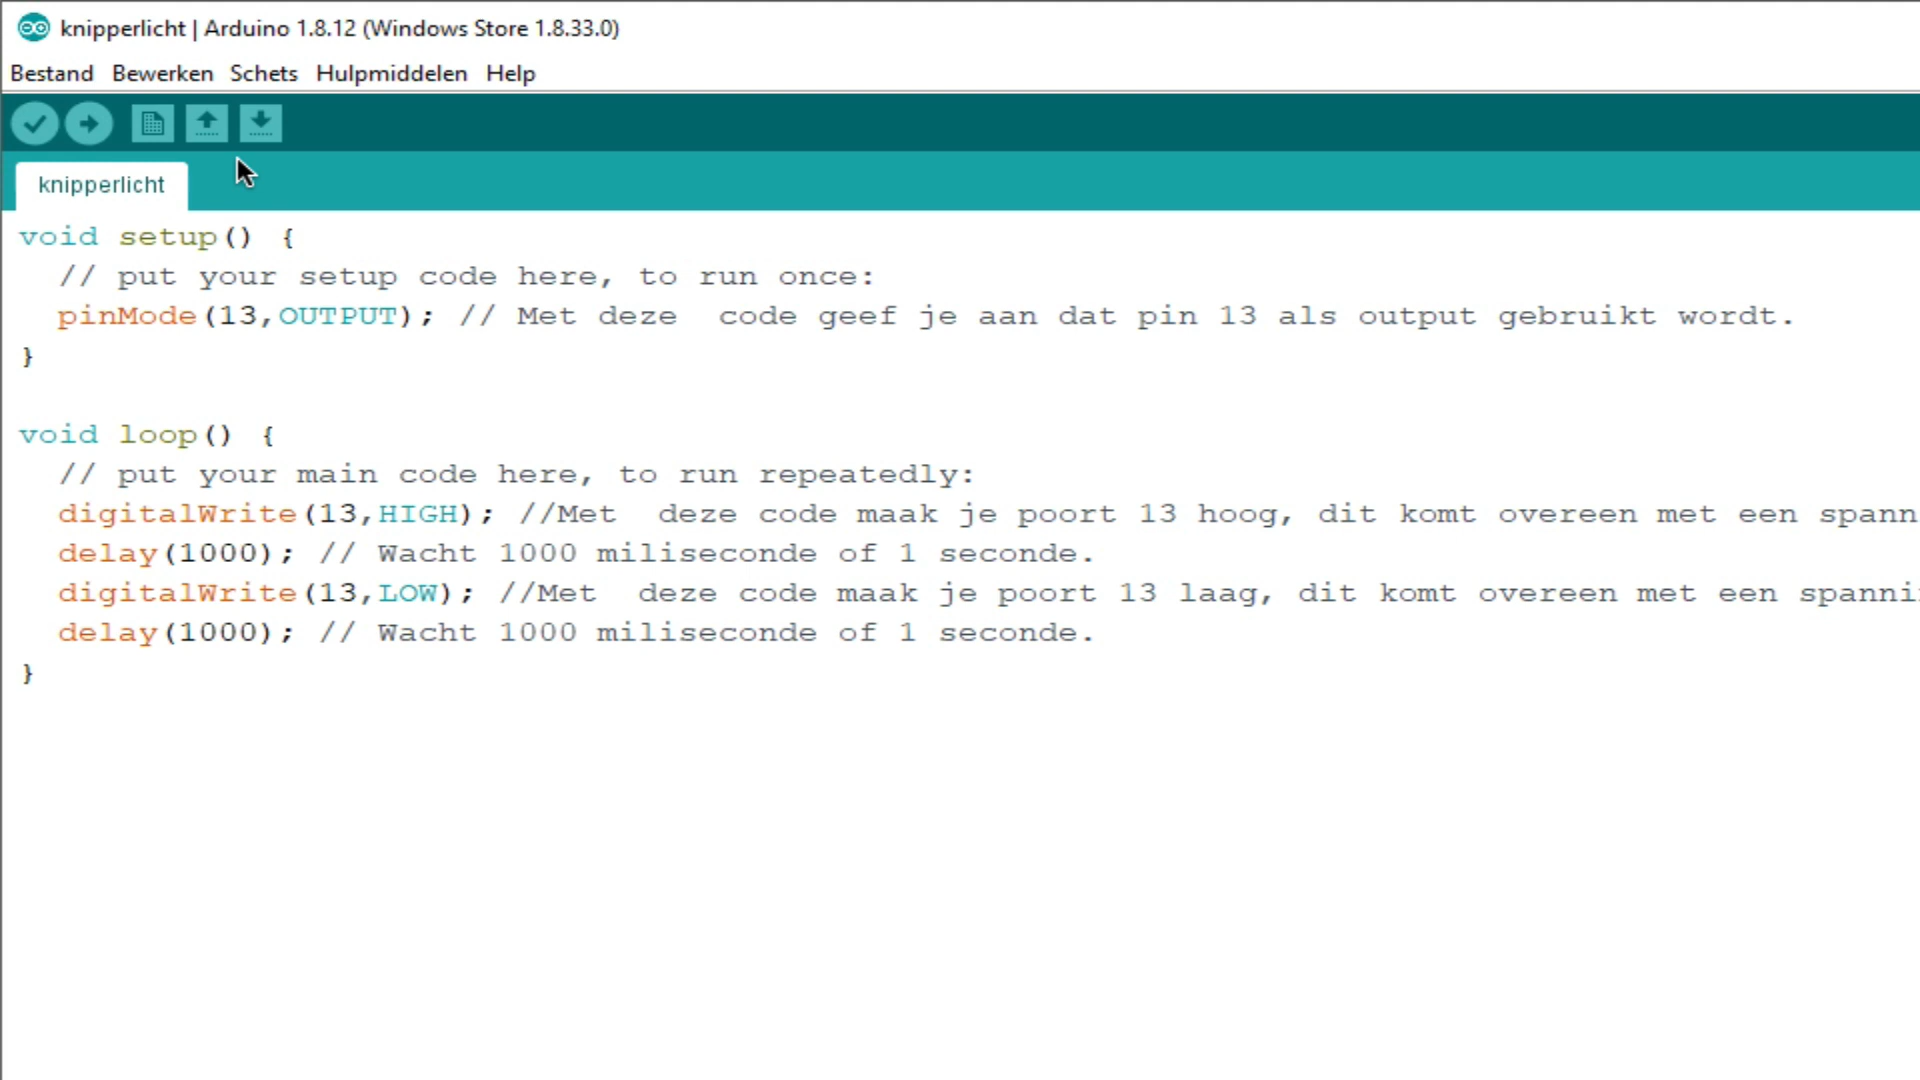 knipperlicht | Arduino 1.8.12 (Windows Store 1.8.33.0)
Bestand Bewerken Schets Hulpmiddelen Help
knipperlicht
void setup() {
  // put your setup code here, to run once:
  pinMode(13,OUTPUT); // Met deze  code geef je aan dat pin 13 als output gebruikt wordt.
}
void loop() {
  // put your main code here, to run repeatedly:
  digitalWrite(13,HIGH); //Met  deze code maak je poort 13 hoog, dit komt overeen met een
  delay(1000); // Wacht 1000 miliseconde of 1 seconde.
  digitalWrite(13,LOW); //Met  deze code maak je poort 13 laag, dit komt overeen met een
  delay(1000); // Wacht 1000 miliseconde of 1 seconde.
}